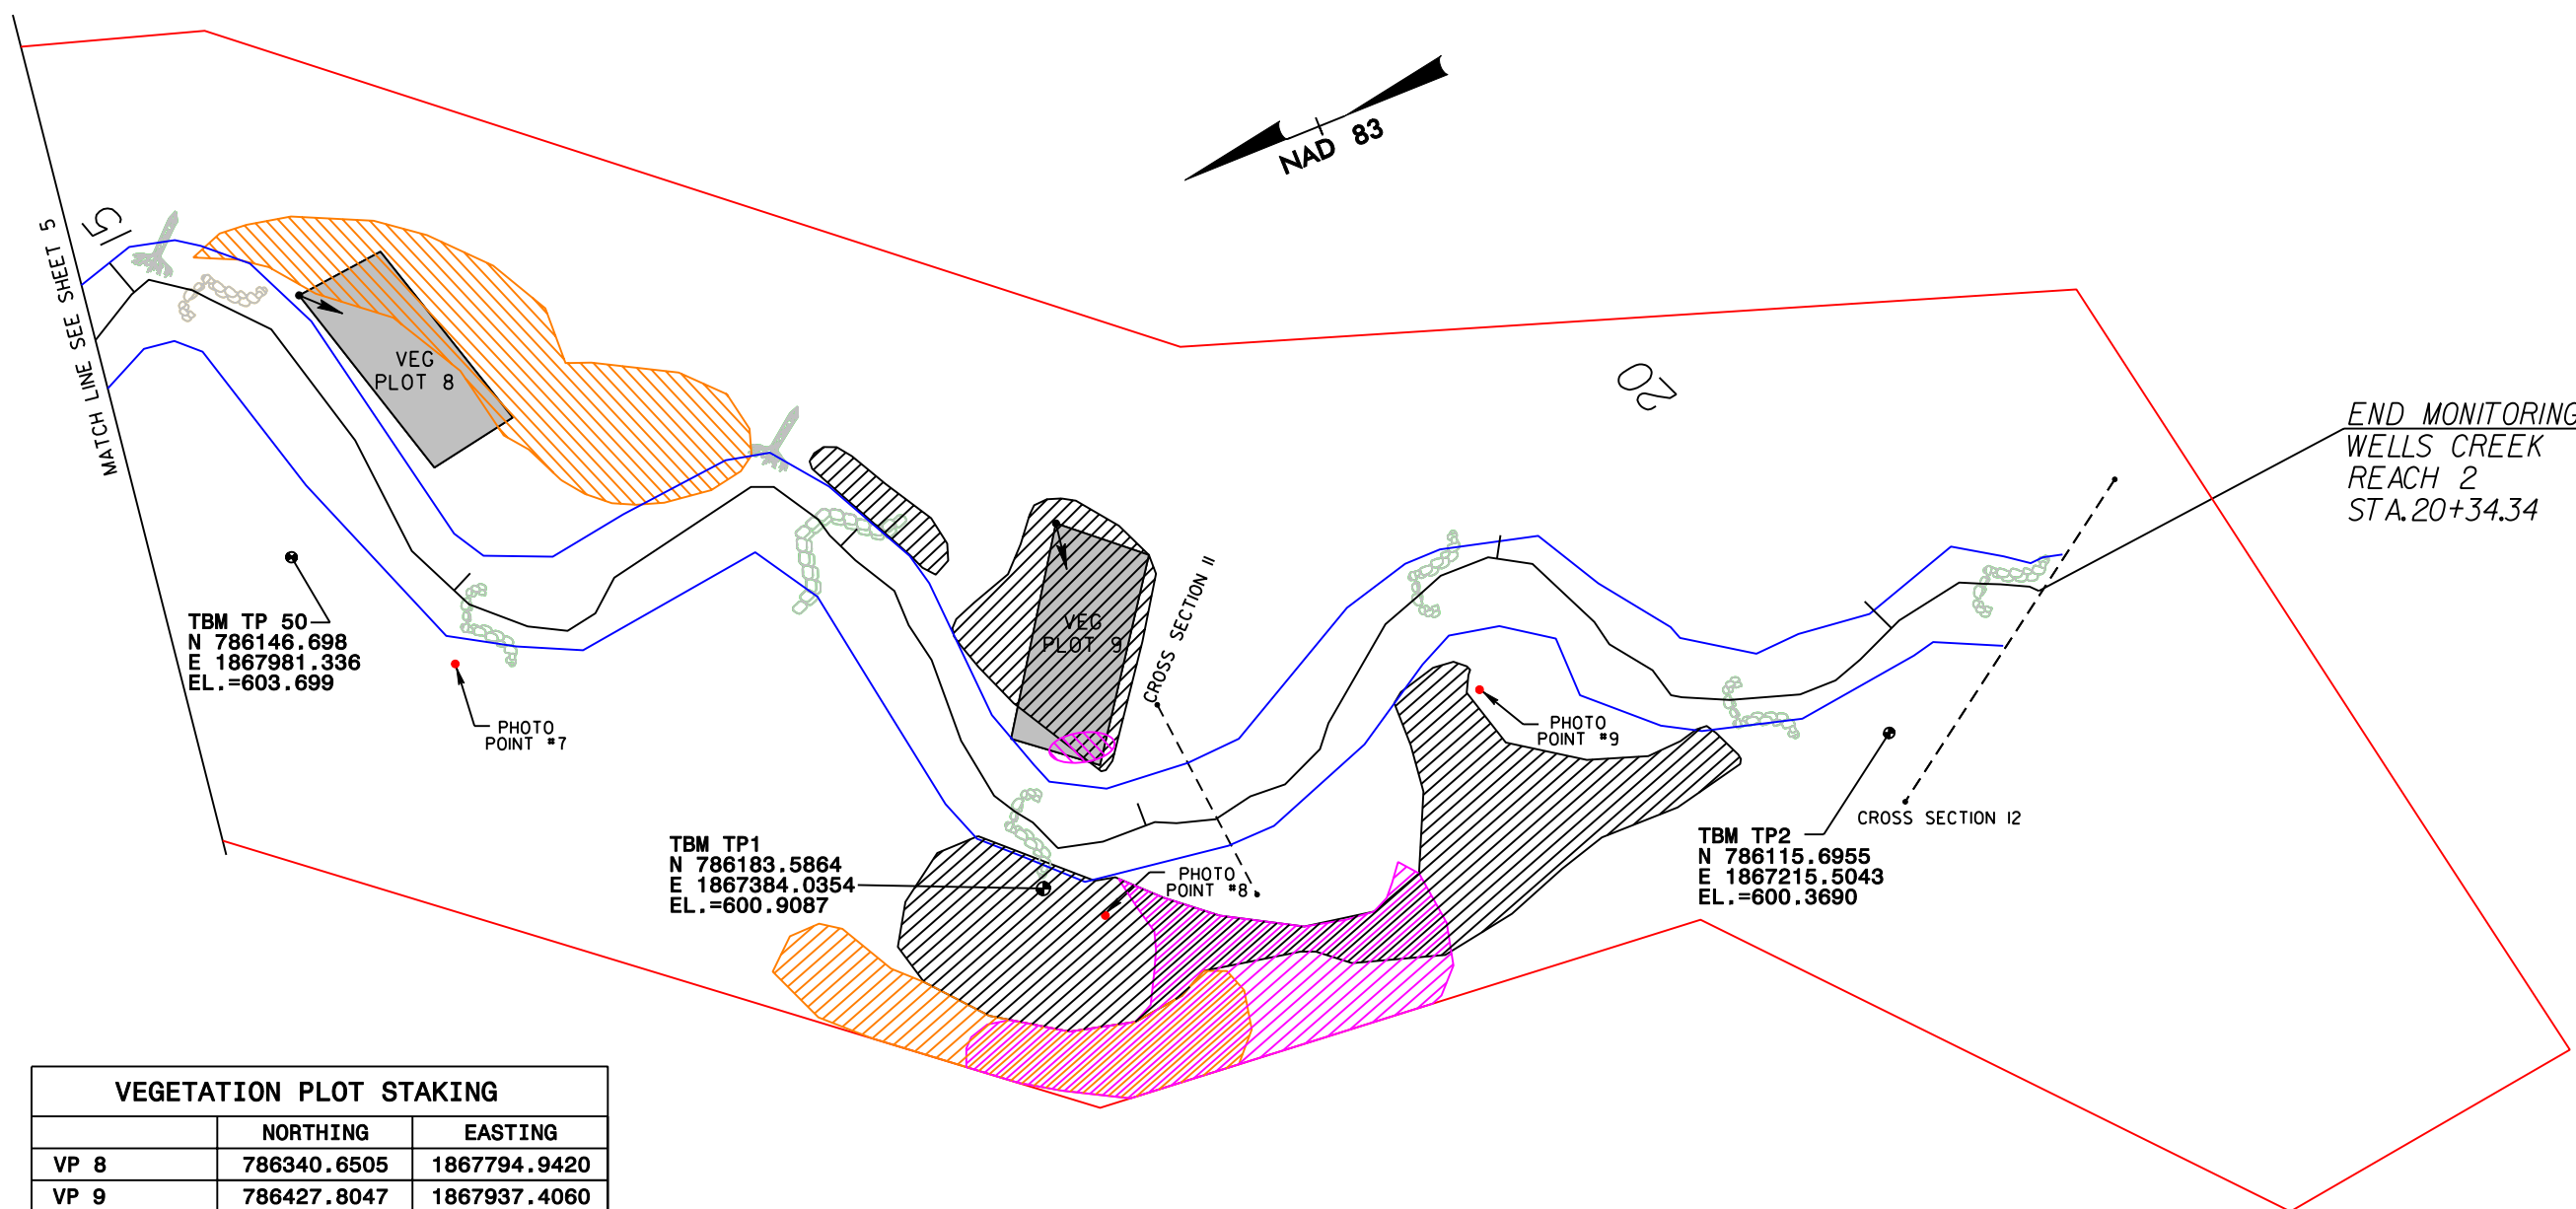 NAD 83
MATCH LINE SEE SHEET 5
15
VEG
PLOT 8
20
END MONITORING
WELLS CREEK
REACH 2
STA.20+34.34
TBM TP 50
N 786146.698
E 1867981.336
EL.=603.699
PHOTO
POINT #7
VEG
PLOT 9
CROSS SECTION 11
PHOTO
POINT #9
CROSS SECTION 12
TBM TP1
N 786183.5864
E 1867384.0354
EL.=600.9087
PHOTO
POINT #8
TBM TP2
N 786115.6955
E 1867215.5043
EL.=600.3690
VEGETATION PLOT STAKING
NORTHING EASTING
VP 8 786340.6505 1867794.9420
VP 9 786427.8047 1867937.4060